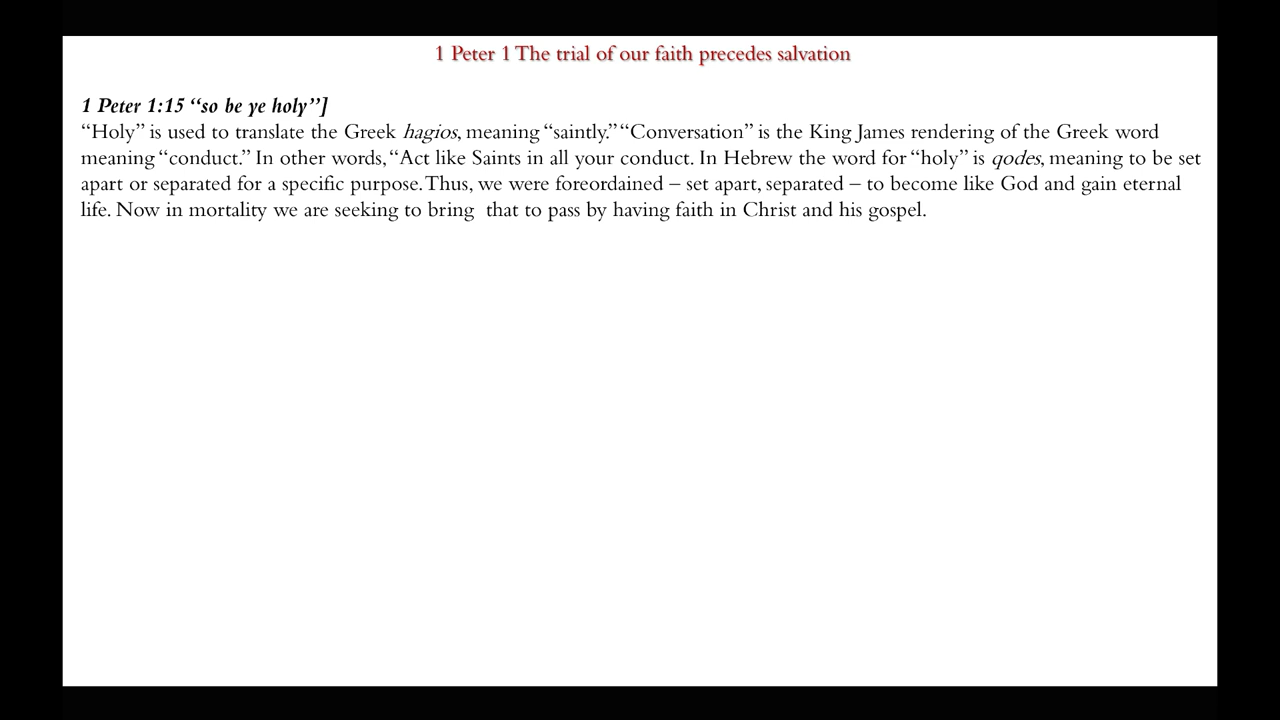 1 Peter 1 The trial of our faith precedes salvation
1 Peter 1:15 “so be ye holy”]
“Holy” is used to translate the Greek hagios, meaning “saintly.” “Conversation” is the King James rendering of the Greek word
meaning “conduct.” In other words, “Act like Saints in all your conduct. In Hebrew the word for “holy” is qodes, meaning to be set
apart or separated for a specific purpose. Thus, we were foreordained – set apart, separated – to become like God and gain eternal
life. Now in mortality we are seeking to bring  that to pass by having faith in Christ and his gospel.